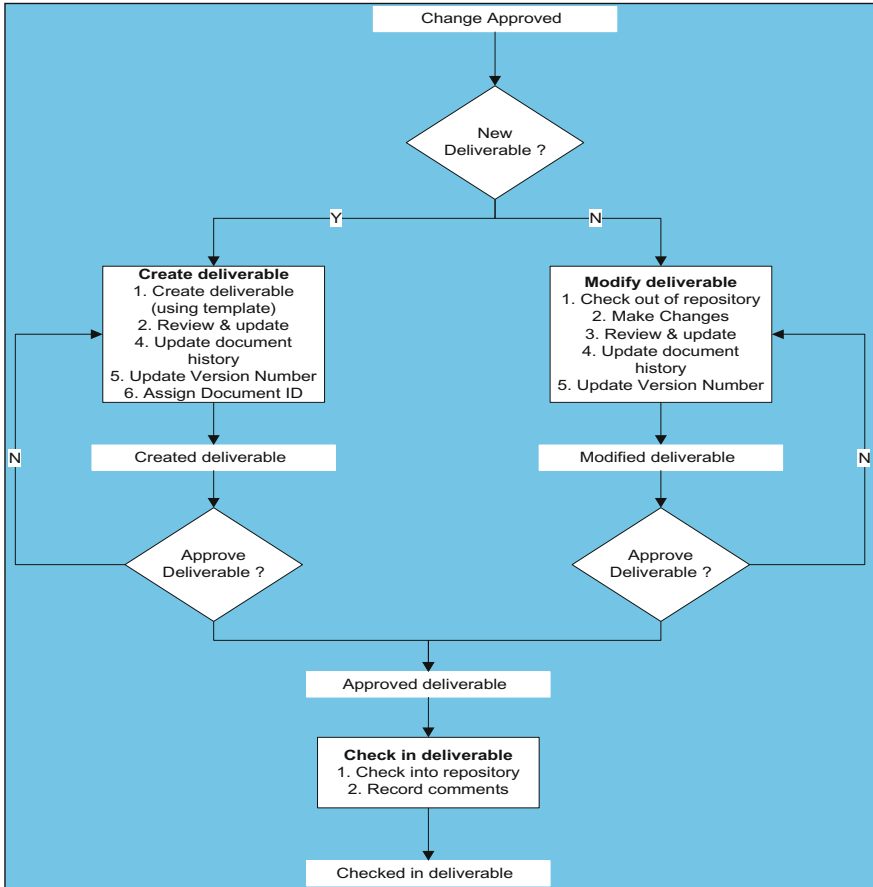 Change Approved
New
Deliverable ?
Y
N
Create deliverable
1. Create deliverable
(using template)
2. Review & update
4. Update document
history
5. Update Version Number
6. Assign Document ID
Modify deliverable
1. Check out of repository
2. Make Changes
3. Review & update
4. Update document
history
5. Update Version Number
N
Created deliverable
Modified deliverable
N
Approve
Deliverable ?
Approve
Deliverable ?
Approved deliverable
Check in deliverable
1. Check into repository
2. Record comments
Checked in deliverable